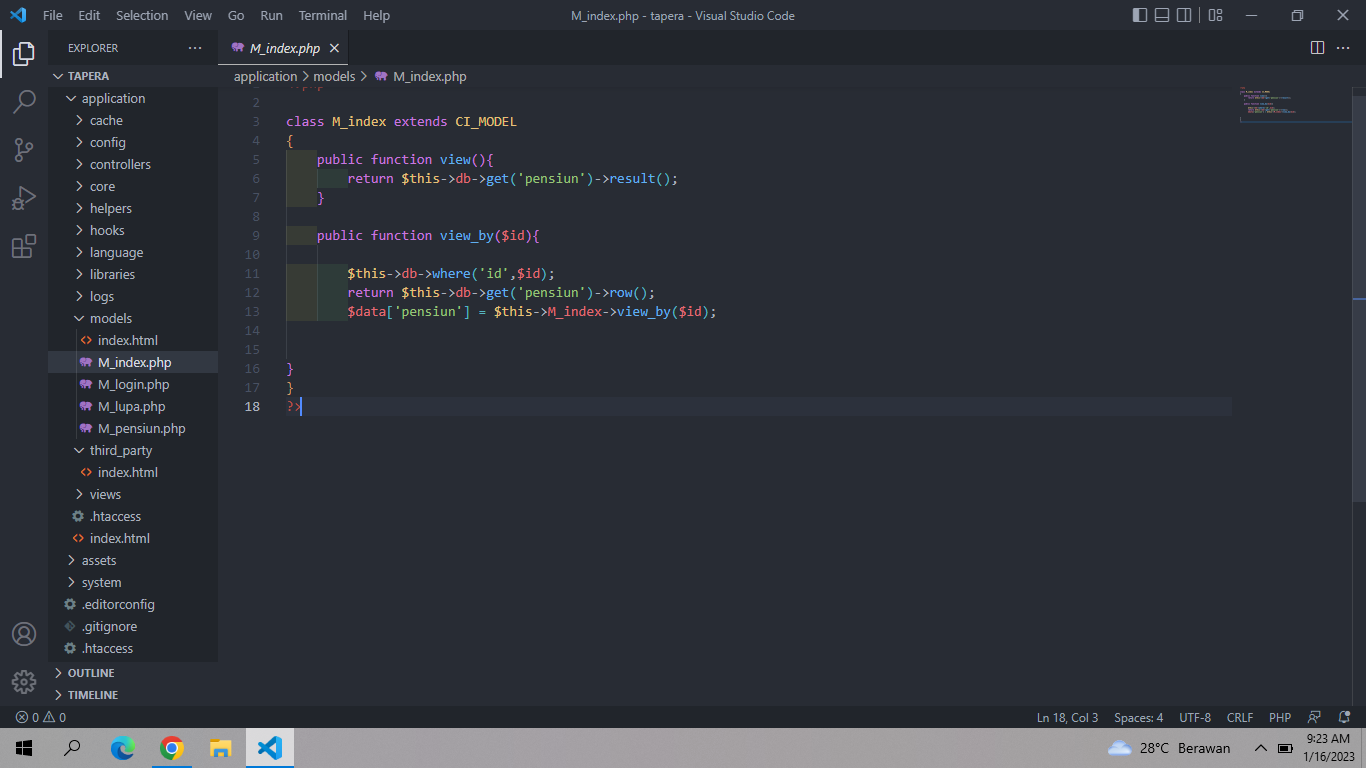 File Edit Selection View Go Run Terminal Help M_index.php - tapera - Visual Studio Code
EXPLORER
M_index.php
TAPERA
application
cache
config
controllers
core
helpers
hooks
language
libraries
logs
models
index.html
M_index.php
M_login.php
M_lupa.php
M_pensiun.php
third_party
index.html
views
.htaccess
index.html
assets
system
.editorconfig
.gitignore
.htaccess
OUTLINE
TIMELINE
application > models > M_index.php
2
3 class M_index extends CI_MODEL
4 {
5 public function view(){
6 return $this->db->get('pensiun')->result();
7 }
8
9 public function view_by($id){
10
11 $this->db->where('id',$id);
12 return $this->db->get('pensiun')->row();
13 $data['pensiun'] = $this->M_index->view_by($id);
14
15
16 }
17 }
18 ?>
0 0 Ln 18, Col 3 Spaces: 4 UTF-8 CRLF PHP
28°C Berawan
9:23 AM
1/16/2023